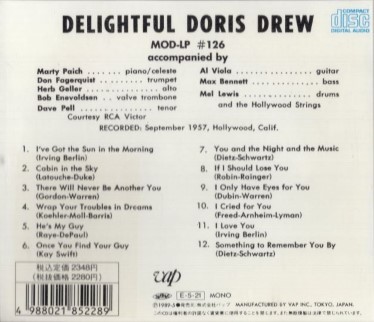 DELIGHTFUL DORIS DREW
COMPACT
disc
DIGITAL AUDIO
MOD-LP #126
accompanied by
Marty Paich . . . . . . . piano/celeste
Don Fagerquist . . . . . . . . trumpet
Herb Geller . . . . . . . . . . . . alto
Bob Enevoldsen . . valve trombone
Dave Pell . . . . . . . . . . . . tenor
Courtesy RCA Victor
Al Viola . . . . . . . . . . . . guitar
Max Bennett . . . . . . . . . . bass
Mel Lewis . . . . . . . . . . drums
and the Hollywood Strings
RECORDED: September 1957, Hollywood, Calif.
1. I've Got the Sun in the Morning
(Irving Berlin)
2. Cabin in the Sky
(Latouche-Duke)
3. There Will Never Be Another You
(Gordon-Warren)
4. Wrap Your Troubles in Dreams
(Koehler-Moll-Barris)
5. He's My Guy
(Raye-DePaul)
6. Once You Find Your Guy
(Kay Swift)
7. You and the Night and the Music
(Dietz-Schwartz)
8. If I Should Lose You
(Robin-Rainger)
9. I Only Have Eyes for You
(Dubin-Warren)
10. I Cried for You
(Freed-Arnheim-Lyman)
11. I Love You
(Irving Berlin)
12. Something to Remember You By
(Dietz-Schwartz)
税込定価 2348円
(税抜価格 2280円)
4 988021 852289
vap
E·5·21
MONO
MANUFACTURED BY VAP INC., TOKYO, JAPAN.